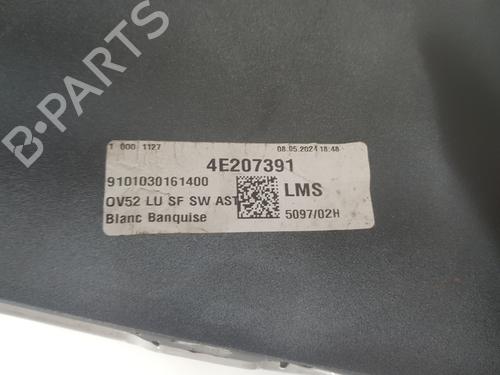 B-PARTS
1 000 1127 08.05.2024 18:48
4E207391
9101030161400 LMS
OV52 LU SF SW AST
Blanc Banquise 5097/02H